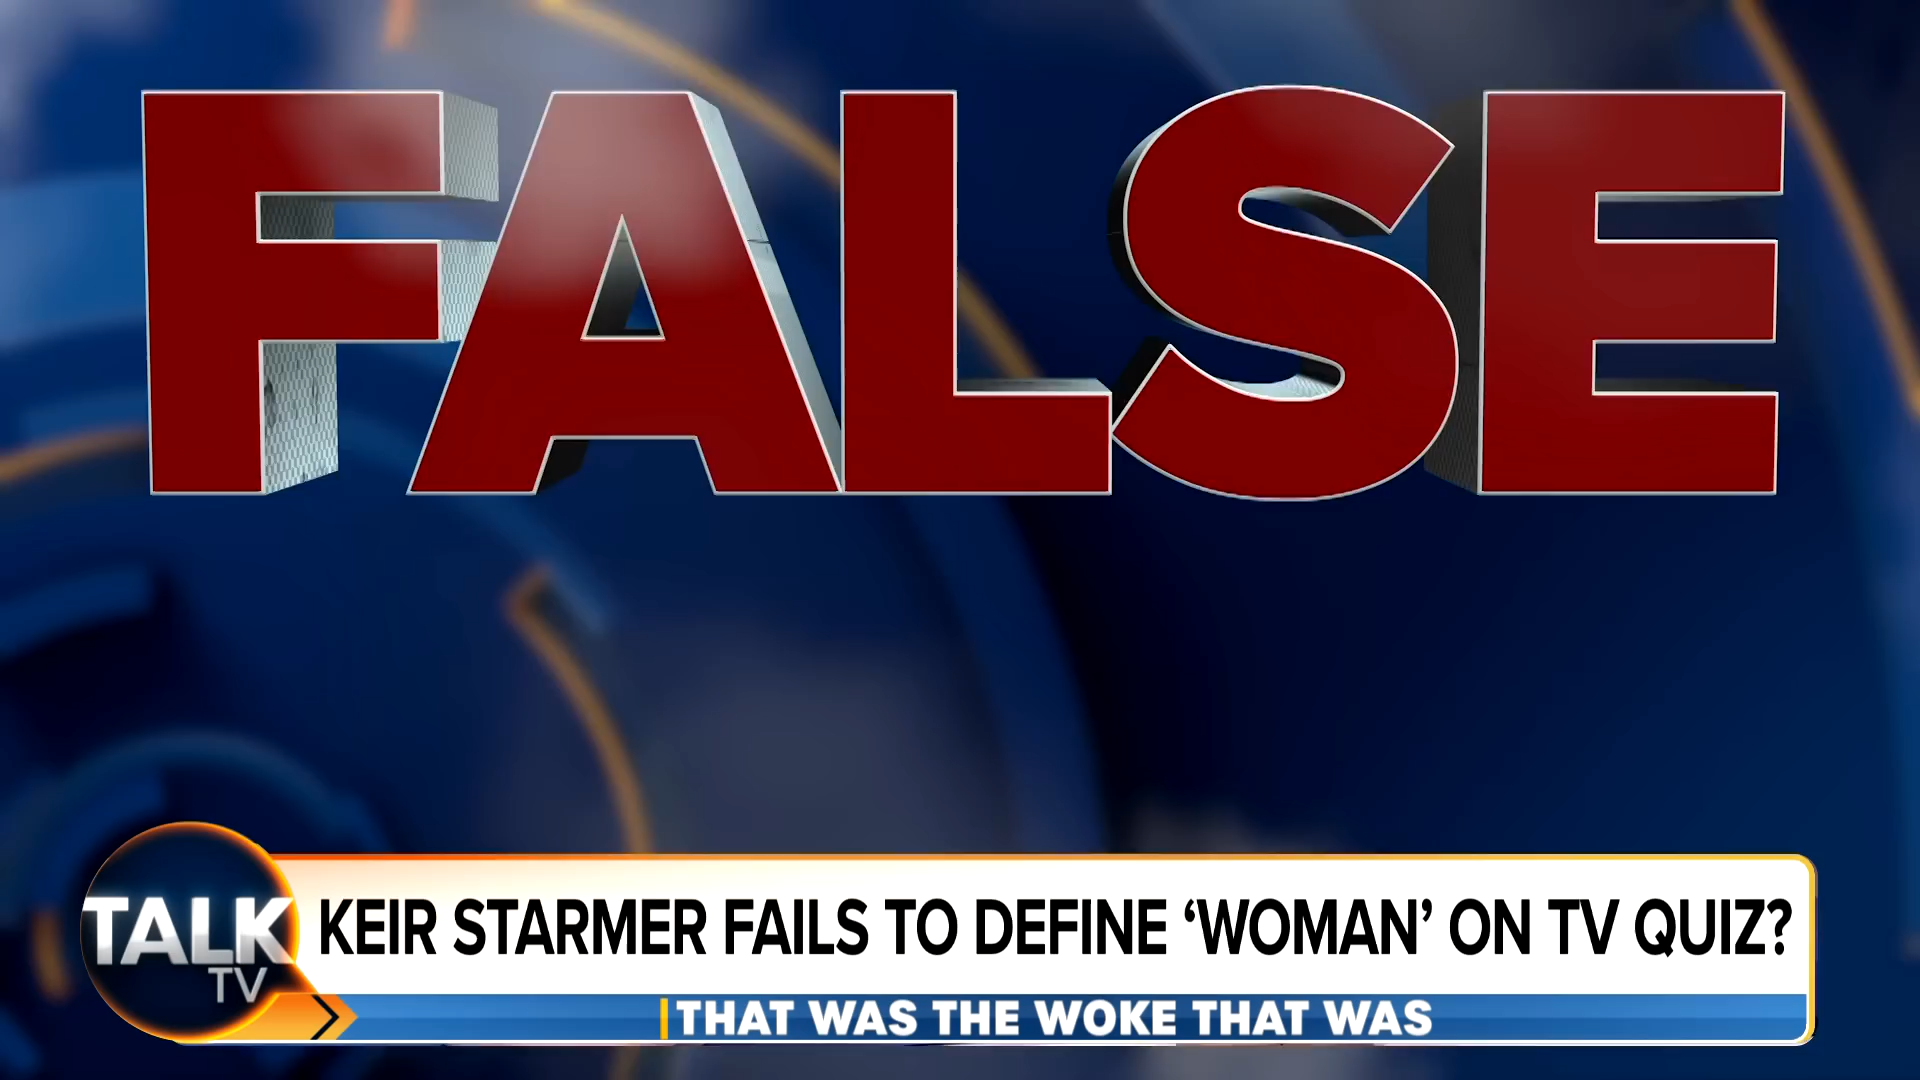 FALSE
TALK
TV
KEIR STARMER FAILS TO DEFINE ‘WOMAN’ ON TV QUIZ?
THAT WAS THE WOKE THAT WAS